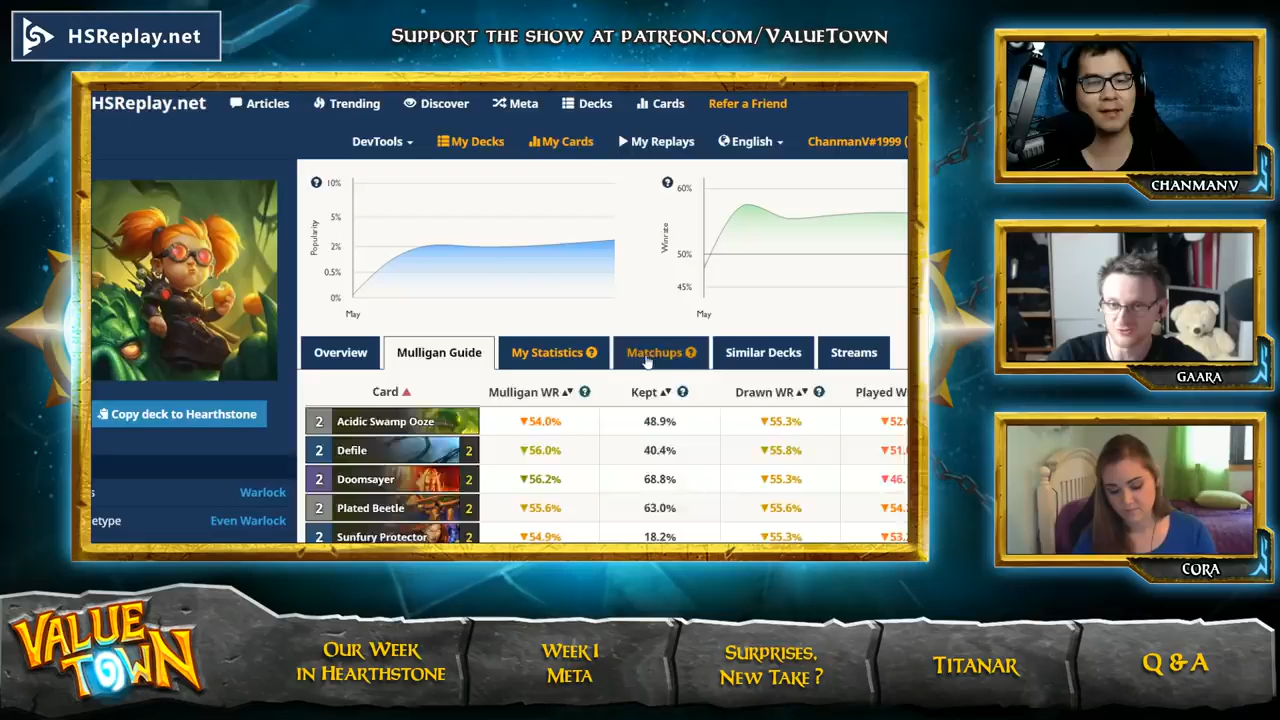 HSReplay.net
Support the show at patreon.com/ValueTown
HSReplay.net Articles Trending Discover Meta Decks Cards Refer a Friend
DevTools My Decks My Cards My Replays English ChanmanV#1999 (
Popularity
10%
5%
2%
0.5%
0%
May
Winrate
60%
50%
45%
May
Copy deck to Hearthstone
s Warlock
etype Even Warlock
Overview Mulligan Guide My Statistics Matchups Similar Decks Streams
Card Mulligan WR Kept Drawn WR Played W
2 Acidic Swamp Ooze ▼54.0% 48.9% ▼55.3% ▼52.
2 Defile 2 ▼56.0% 40.4% ▼55.8% ▼51.
2 Doomsayer 2 ▼56.2% 68.8% ▼55.3% ▼46.
2 Plated Beetle 2 ▼55.6% 63.0% ▼55.6% ▼54.
2 Sunfury Protector 2 ▼54.9% 18.2% ▼55.3% ▼53.
ChanmanV
Gaara
Cora
Value
Town
Our Week
in Hearthstone
Week 1
Meta
Surprises,
New Take ?
Titanar
Q & A